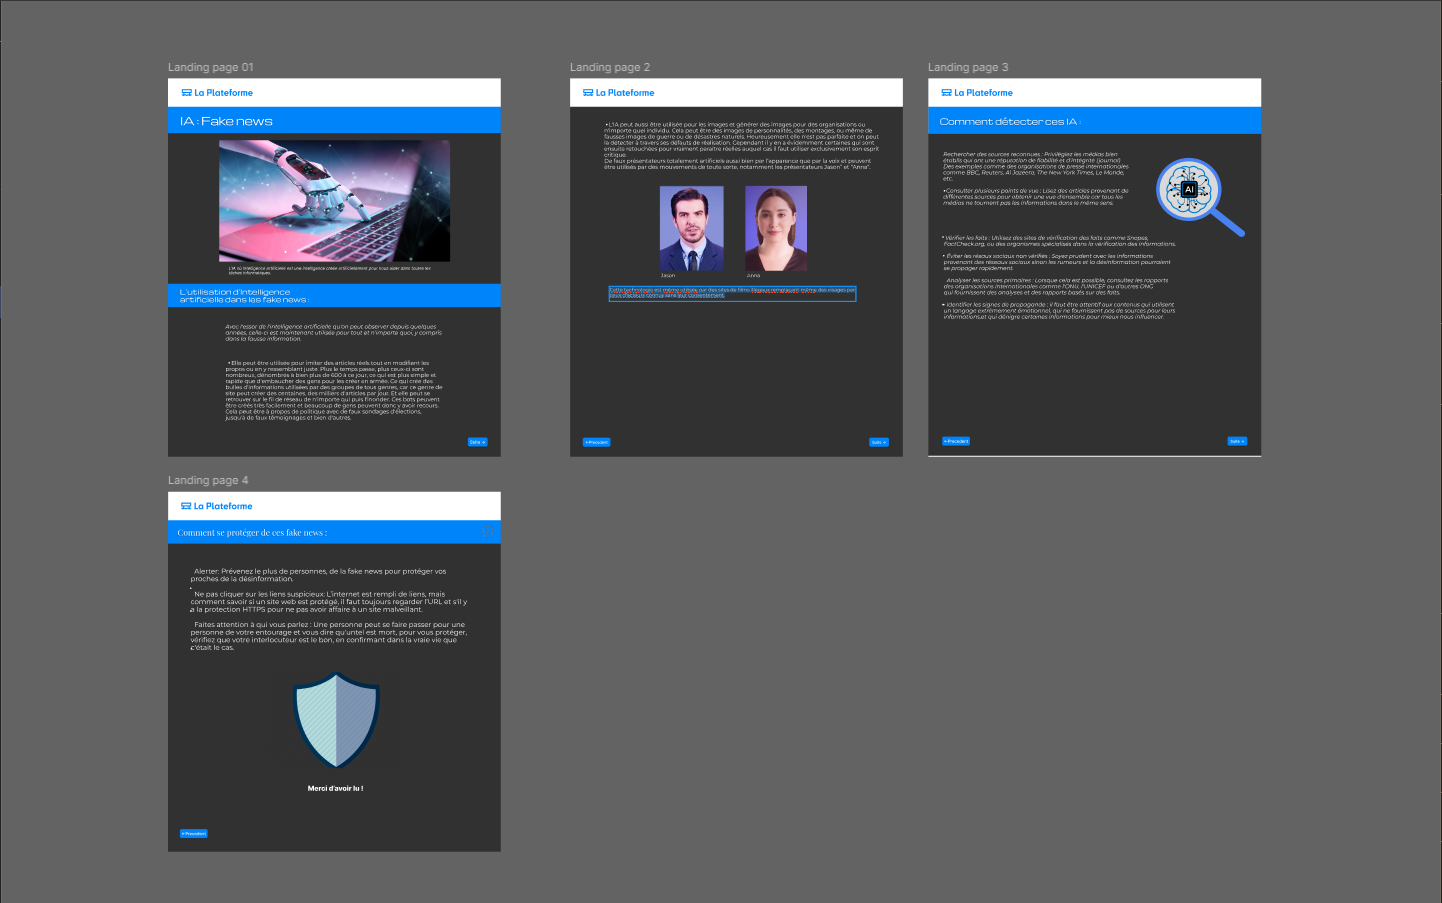 Landing page 01
La Plateforme
IA : Fake news
L'IA où Intelligence Artificielle est une intelligence créée artificielement pour nous aider dans toutes les
tâches informatiques.
L'utilisation d'intelligence
artificielle dans les fake news :
Avec l'essor de l'intelligence artificielle qu'on peut observer depuis quelques
années, celle-ci est maintenant utilisée pour tout et n'importe quoi, y compris
dans la fausse information.
• Elle peut être utilisée pour imiter des articles réels tout en modifiant les
propos ou en y ressemblant juste. Plus le temps passe, plus ceux-ci sont
nombreux, dénombrés à bien plus de 600 à ce jour, ce qui est plus simple et
rapide que d'embaucher des gens pour les créer en armée. Ce qui crée des
bulles d'informations utilisées par des groupes de tous genres, car ce genre de
site peut créer des centaines, des milliers d'articles par jour. Et elle peut se
retrouver sur le fil de réseau de n'importe qui puis l'inonder. Ces bots peuvent
être créés très facilement et beaucoup de gens peuvent donc y avoir recours.
Cela peut être à propos de politique avec de faux sondages d'élections,
jusqu'à de faux témoignages et bien d'autres.
Suite →
Landing page 2
La Plateforme
• L'IA peut aussi être utilisée pour les images et générer des images pour des organisations ou
n'importe quel individu. Cela peut être des images de personnalités, des montages, ou même de
fausses images de guerre ou de désastres naturels. Heureusement elle n'est pas parfaite et on peut
la détecter à travers ses défauts de réalisation. Cependant il y en a évidemment certaines qui sont
ensuite retouchées pour vraiment paraître réelles auquel cas il faut utiliser exclusivement son esprit
critique.
De faux présentateurs totalement artificiels aussi bien par l'apparence que par la voix et peuvent
être utilisés par des mouvements de toute sorte, notamment les présentateurs Jason" et "Anna".
Jason
Anna
Cette technologie est même utilisée sur des sites de films
← Précedent
Suite →
Landing page 3
La Plateforme
Comment détecter ces IA :
Rechercher des sources reconnues : Privilégiez les médias bien
établis qui ont une réputation de fiabilité et d'intégrité (journal)
Des exemples comme des organisations de presse internationales
comme BBC, Reuters, Al Jazeera, The New York Times, Le Monde,
etc.
•Consulter plusieurs points de vue : Lisez des articles provenant de
différentes sources pour obtenir une vue d'ensemble car tous les
médias ne tournent pas les informations dans le même sens.
AI
• Vérifier les faits : Utilisez des sites de vérification des faits comme Snopes,
FactCheck.org, ou des organismes spécialisés dans la vérification des informations.
• Éviter les réseaux sociaux non vérifiés : Soyez prudent avec les informations
provenant des réseaux sociaux sinon les rumeurs et la désinformation pourraient
se propager rapidement.
Analyser les sources primaires : Lorsque cela est possible, consultez les rapports
des organisations internationales comme l'ONU, l'UNICEF ou d'autres ONG
qui fournissent des analyses et des rapports basés sur des faits.
• Identifier les signes de propagande : il faut être attentif aux contenus qui utilisent
un langage extrêmement émotionnel, qui ne fournissent pas de sources pour leurs
informations,et qui dénigre certaines informations pour mieux nous influencer.
← Précedent
Suite →
Landing page 4
La Plateforme
Comment se protéger de ces fake news :
Alerter: Prévenez le plus de personnes, de la fake news pour protéger vos
proches de la désinformation.
•
Ne pas cliquer sur les liens suspicieux: L'internet est rempli de liens, mais
comment savoir si un site web est protégé, il faut toujours regarder l'URL et s'il y
a la protection HTTPS pour ne pas avoir affaire à un site malveillant.
Faites attention à qui vous parlez : Une personne peut se faire passer pour une
personne de votre entourage et vous dire qu'untel est mort, pour vous protéger,
vérifiez que votre interlocuteur est le bon, en confirmant dans la vraie vie que
c'était le cas.
Merci d'avoir lu !
← Precedent